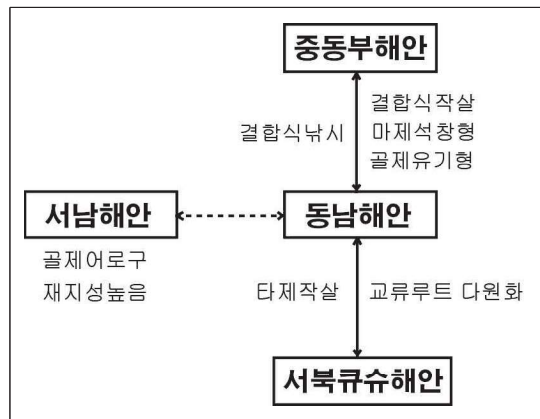 중동부해안
결합식낚시
결합식작살
마제석창형
골제유기형
서남해안
동남해안
골제어로구
재지성높음
타제작살
교류루트 다원화
서북큐슈해안